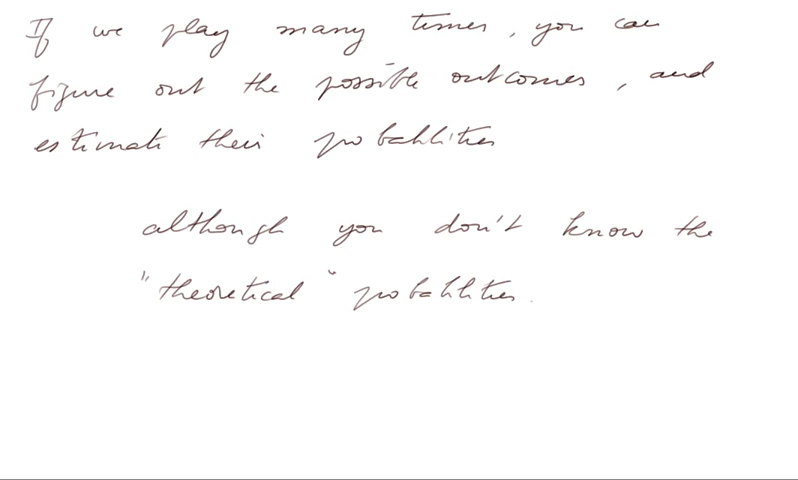 If we play many times, you can
figure out the possible outcomes, and
estimate their probabilities
although you don't know the
"theoretical" probabilities.